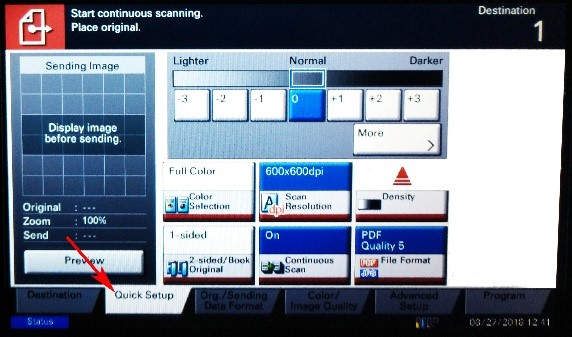 Start continuous scanning.
Place original.
Destination
1
Sending Image
Display image
before sending.
Original : ---
Zoom : 100%
Send : ---
Preview
Lighter Normal Darker
-3 -2 -1 0 +1 +2 +3
More
Full Color
Color
Selection
600x600dpi
dpi
Scan
Resolution
Density
1-sided
2-sided/Book
Original
On
Continuous
Scan
PDF
Quality 5
PDF
JPG
File Format
Destination
Quick Setup
Org./Sending
Data Format
Color/
Image Quality
Advanced
Setup
Program
Status
08/27/2018 12:41